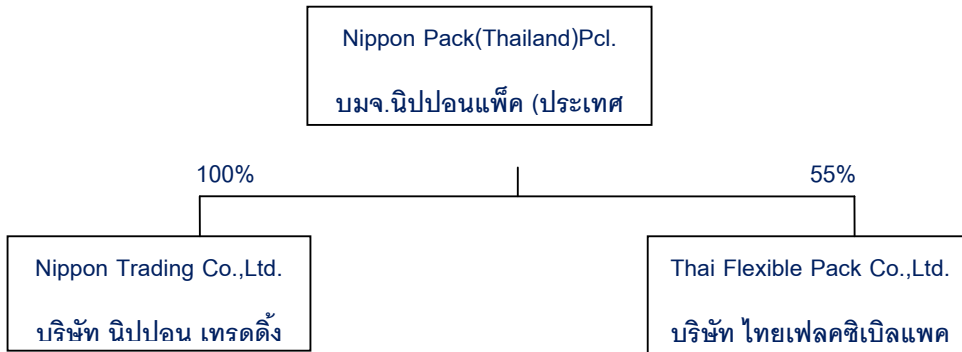 Nippon Pack(Thailand)Pcl.
บมจ.นิปปอนแพ็ค (ประเทศ
100%
55%
Nippon Trading Co.,Ltd.
บริษัท นิปปอน เทรดดิ้ง
Thai Flexible Pack Co.,Ltd.
บริษัท ไทยเฟลคซิเบิลแพค